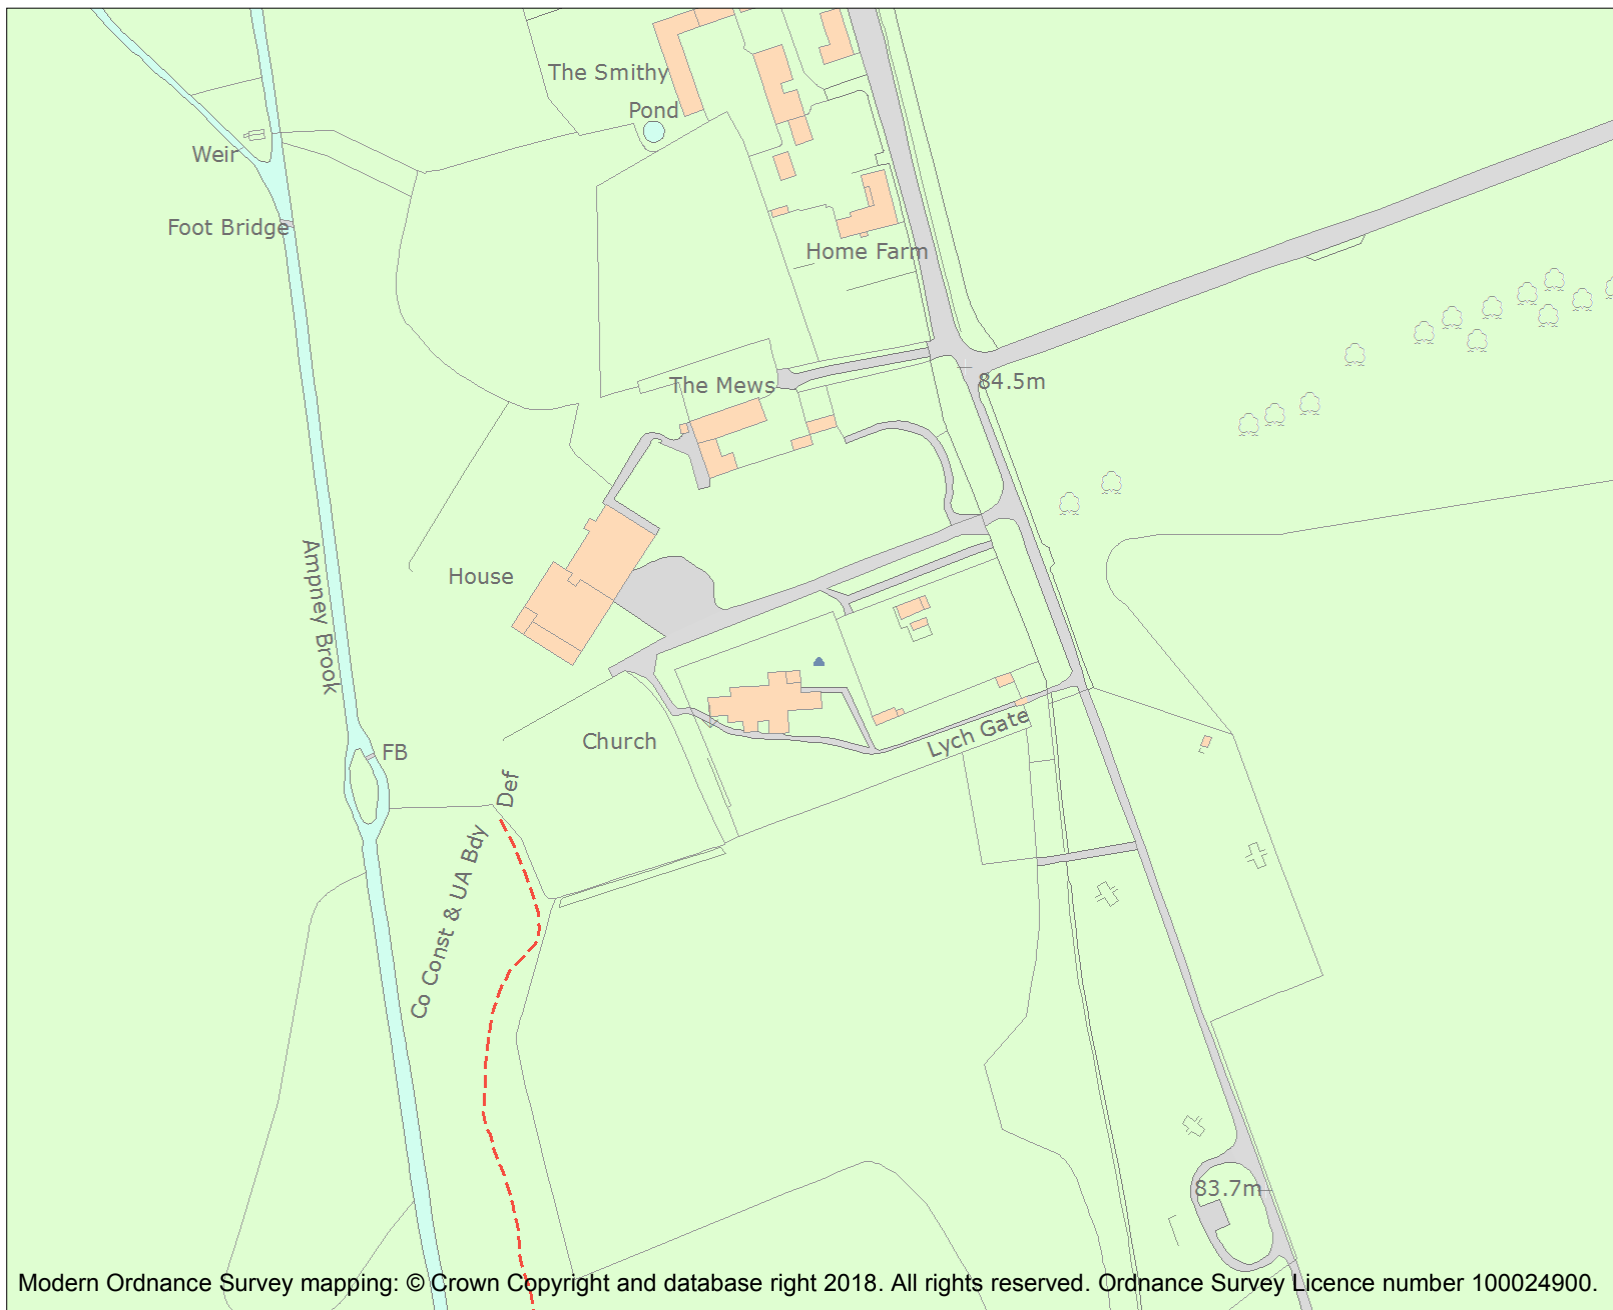 The Smithy
Pond
Weir
Foot Bridge
Home Farm
84.5m
The Mews
House
Ampney Brook
Lych Gate
Church
FB
Def
Co Const & UA Bdy
83.7m
Modern Ordnance Survey mapping: © Crown Copyright and database right 2018. All rights reserved. Ordnance Survey Licence number 100024900.